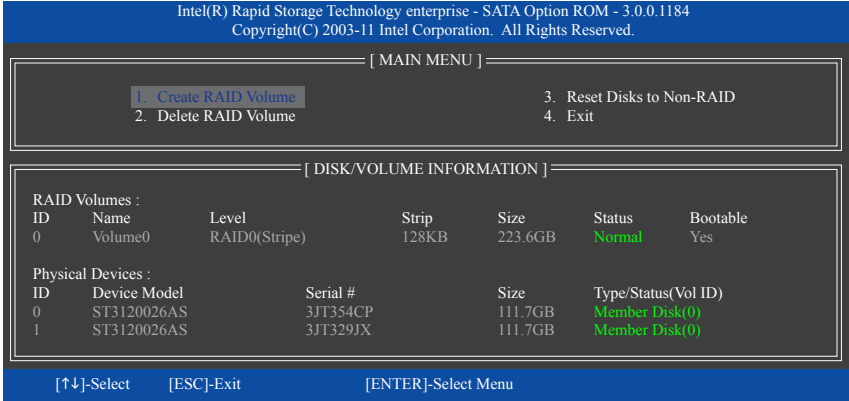 Intel(R) Rapid Storage Technology enterprise - SATA Option ROM - 3.0.0.1184
Copyright(C) 2003-11 Intel Corporation. All Rights Reserved.
[ MAIN MENU ]
1. Create RAID Volume 3. Reset Disks to Non-RAID
2. Delete RAID Volume 4. Exit
[ DISK/VOLUME INFORMATION ]
RAID Volumes :
ID Name Level Strip Size Status Bootable
0 Volume0 RAID0(Stripe) 128KB 223.6GB Normal Yes
Physical Devices :
ID Device Model Serial # Size Type/Status(Vol ID)
0 ST3120026AS 3JT354CP 111.7GB Member Disk(0)
1 ST3120026AS 3JT329JX 111.7GB Member Disk(0)
[↑↓]-Select [ESC]-Exit [ENTER]-Select Menu